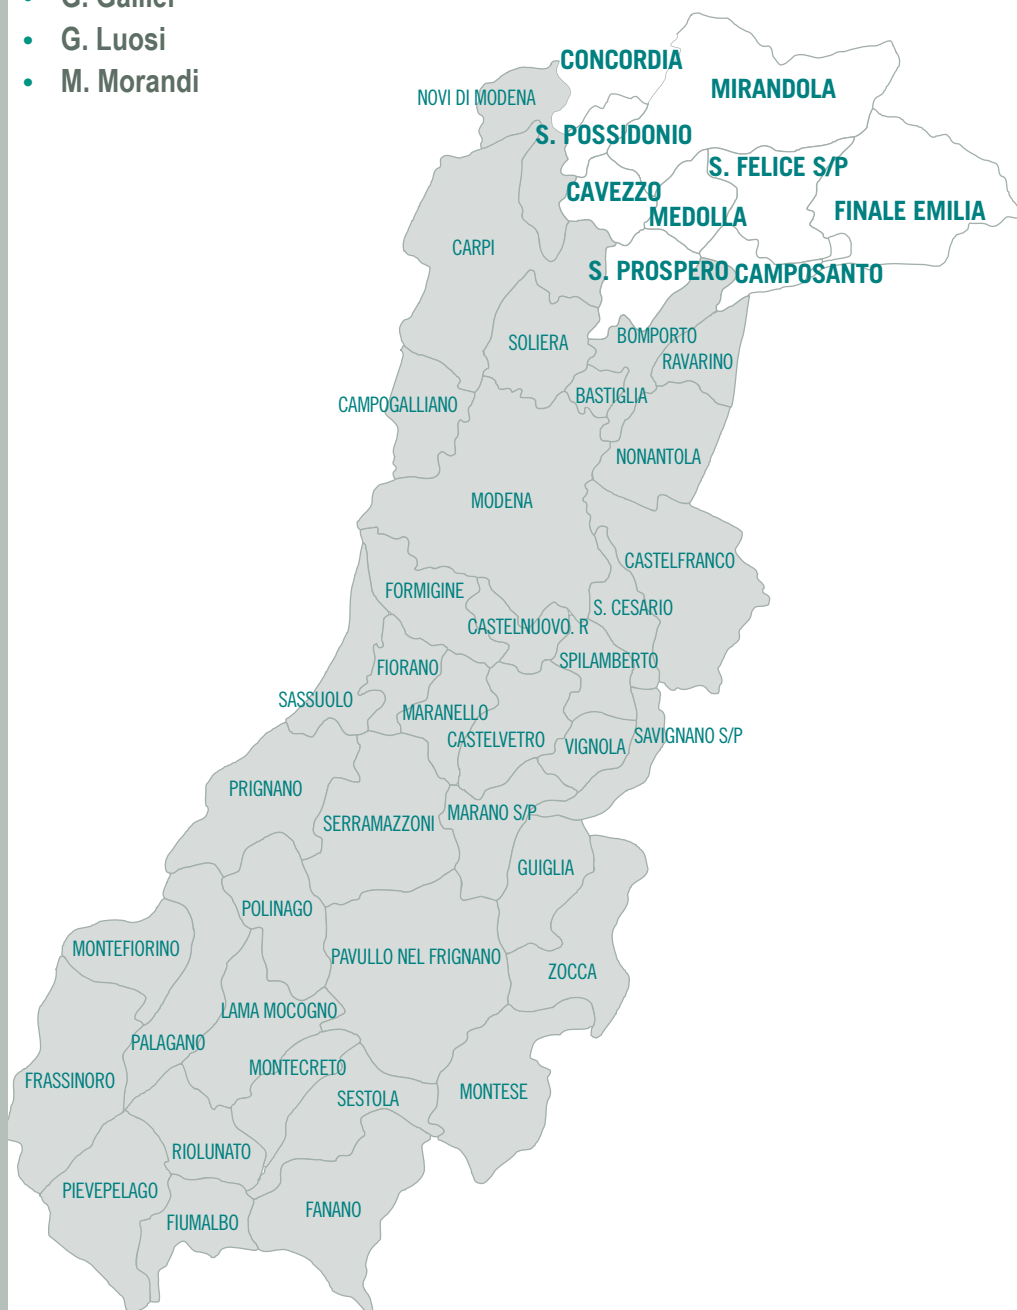 G. Luosi
M. Morandi
CONCORDIA
MIRANDOLA
NOVI DI MODENA
S. POSSIDONIO
S. FELICE S/P
CAVEZZO
MEDOLLA
FINALE EMILIA
CARPI
S. PROSPERO
CAMPOSANTO
SOLIERA
BOMPORTO
RAVARINO
CAMPOGALLIANO
BASTIGLIA
NONANTOLA
MODENA
CASTELFRANCO
FORMIGINE
S. CESARIO
CASTELNUOVO. R
SPILAMBERTO
FIORANO
SASSUOLO
MARANELLO
CASTELVETRO
VIGNOLA
SAVIGNANO S/P
PRIGNANO
SERRAMAZZONI
MARANO S/P
GUIGLIA
POLINAGO
MONTEFIORINO
PAVULLO NEL FRIGNANO
ZOCCA
LAMA MOCOGNO
PALAGANO
MONTECRETO
FRASSINORO
SESTOLA
MONTESE
RIOLUNATO
PIEVEPELAGO
FANANO
FIUMALBO